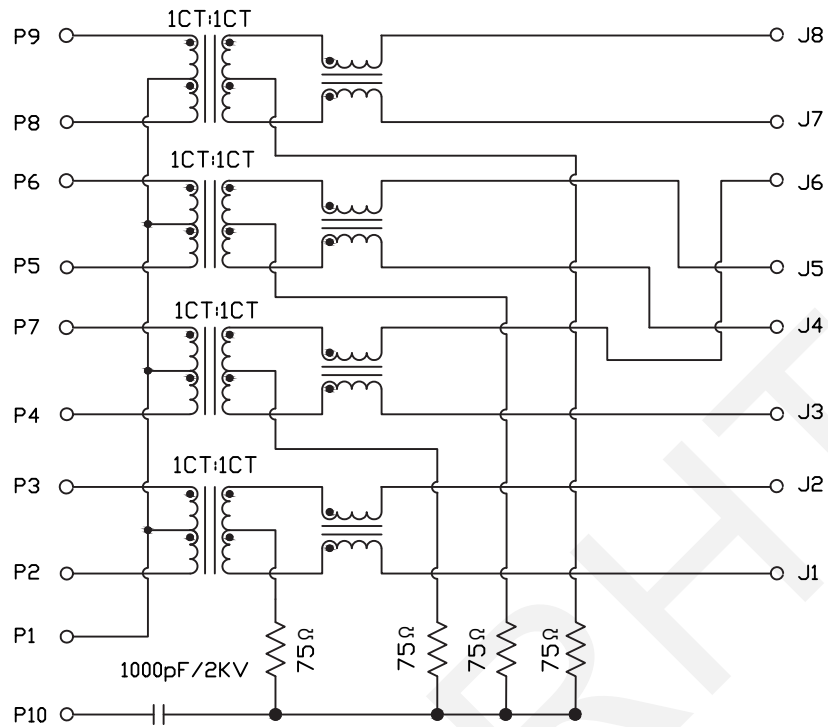 1CT:1CT
P9
J8
P8
J7
1CT:1CT
P6
J6
P5
J5
1CT:1CT
P7
J4
P4
J3
1CT:1CT
P3
J2
P2
J1
P1
75Ω
75Ω
75Ω
75Ω
1000pF/2KV
P10
RHT